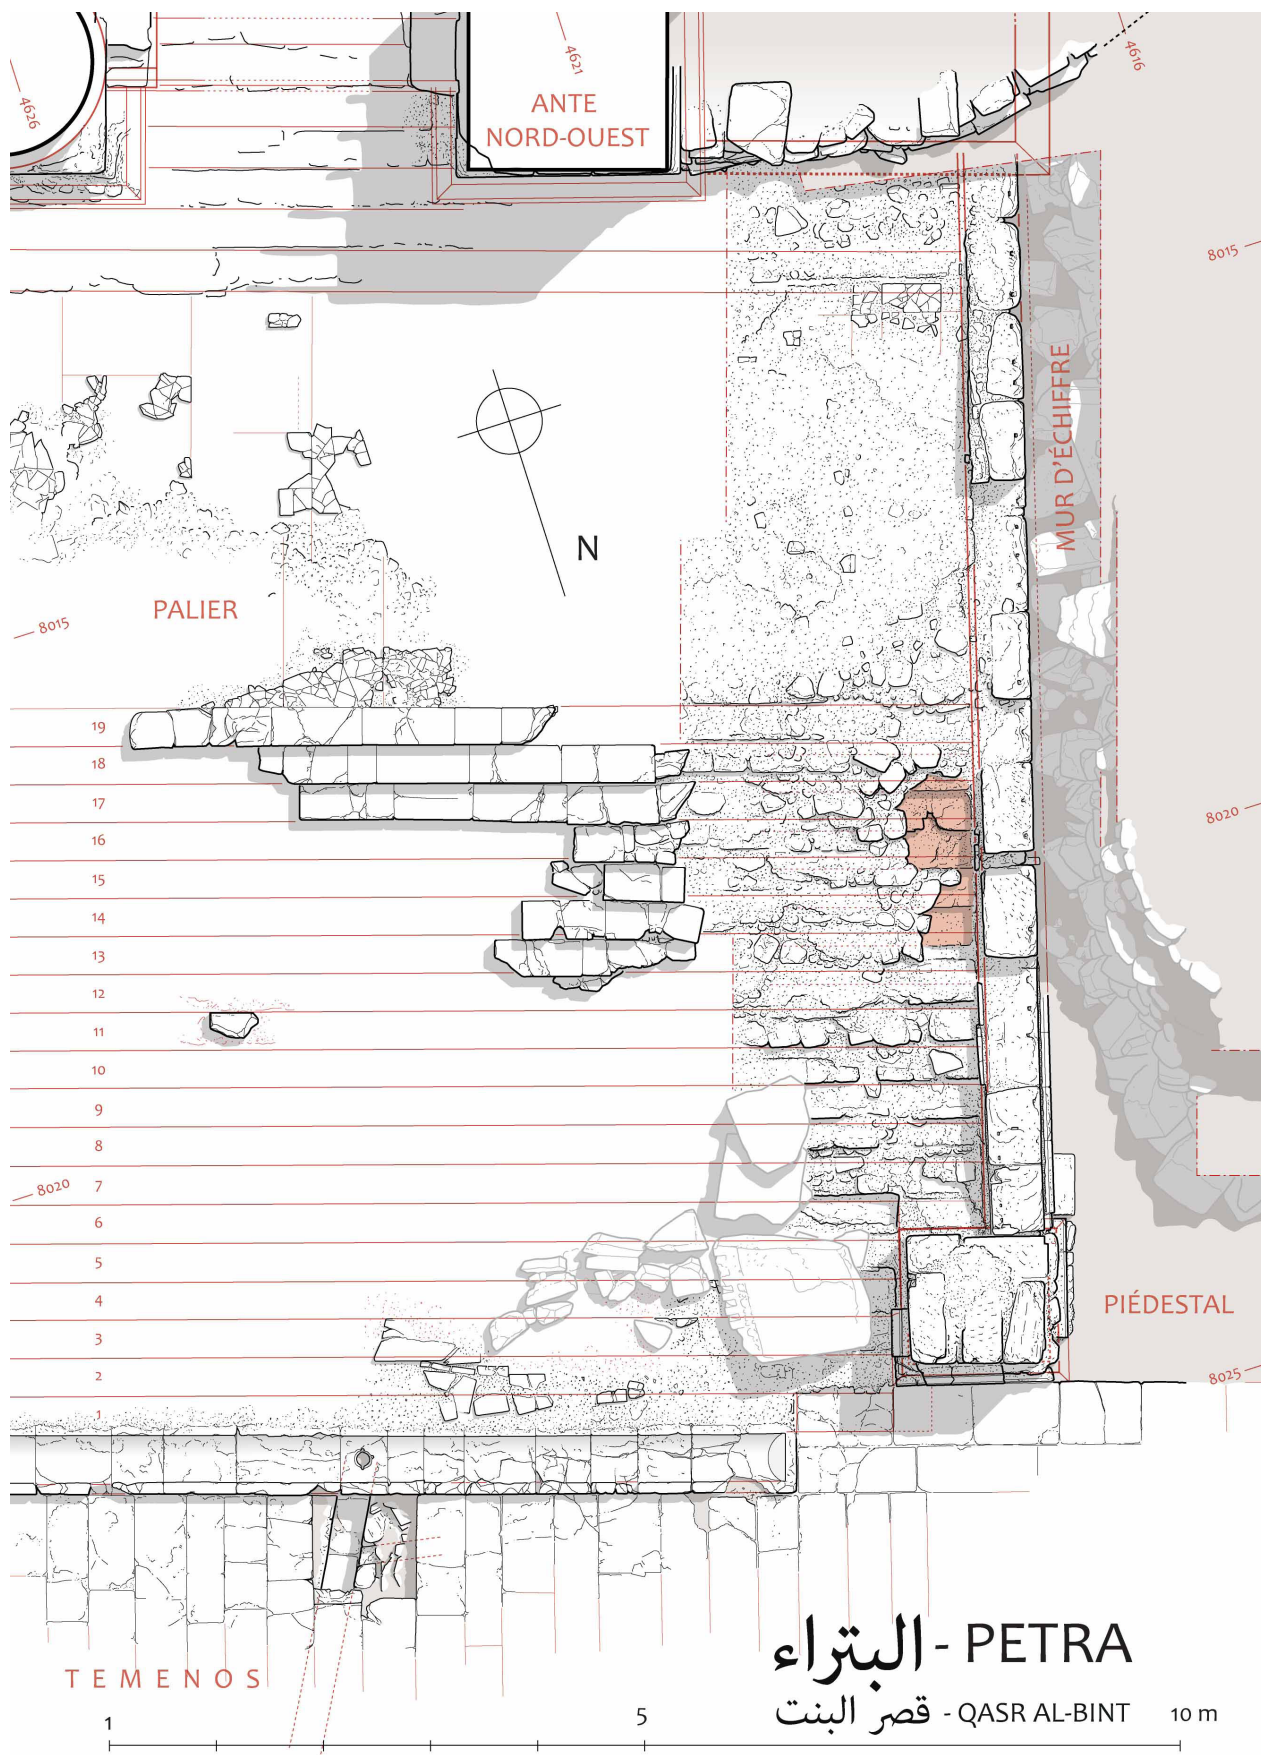 4626
4621
4616
ANTE
NORD-OUEST
8015
MUR D'ÉCHIFFRE
N
PALIER
8015
19
18
17
16
15
14
13
12
11
10
9
8
7
6
5
4
3
2
1
8020
8020
PIÉDESTAL
8025
TEMENOS
البتراء - PETRA
قصر البنت - QASR AL-BINT
1
5
10 m